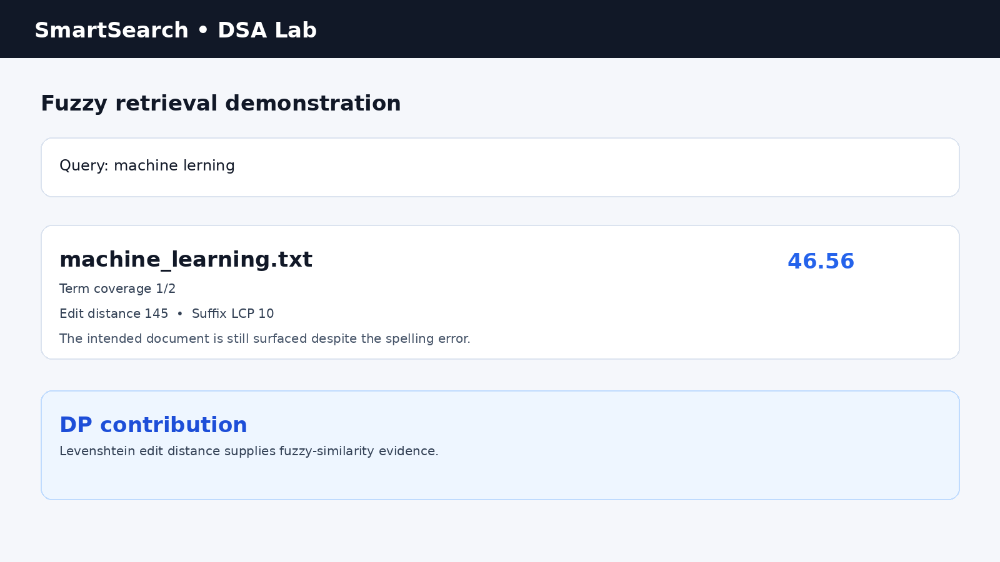 SmartSearch • DSA Lab
Fuzzy retrieval demonstration
Query: machine lerning
machine_learning.txt
46.56
Term coverage 1/2
Edit distance 145 • Suffix LCP 10
The intended document is still surfaced despite the spelling error.
DP contribution
Levenshtein edit distance supplies fuzzy-similarity evidence.